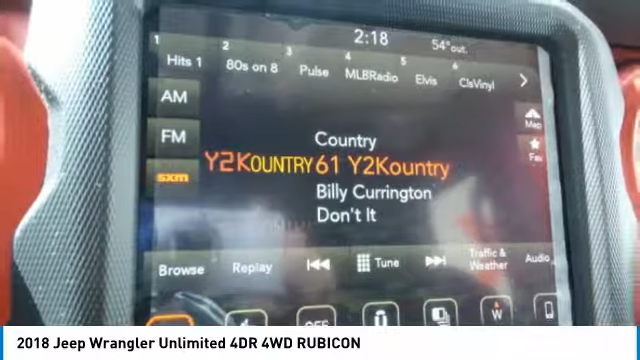 2:18
54°out.
1 2 3 4 5 6
Hits 1 80s on 8 Pulse MLBRadio Elvis ClsVinyl
AM
FM
sxm
Map
Fav
Country
Y2KOUNTRY 61 Y2Kountry
Billy Currington
Don't It
Browse Replay Tune Traffic & Weather Audio
OFF
W
2018 Jeep Wrangler Unlimited 4DR 4WD RUBICON